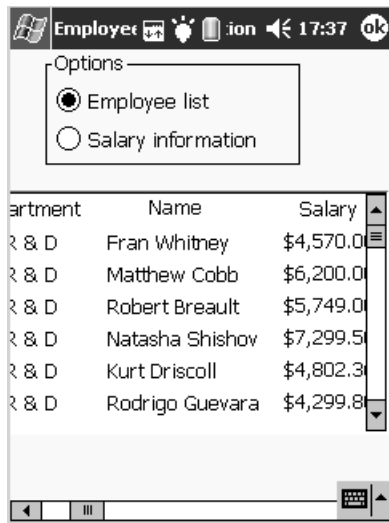 Employee ion 17:37 ok
Options
Employee list
Salary information
artment Name Salary
R & D Fran Whitney $4,570.0
R & D Matthew Cobb $6,200.0
R & D Robert Breault $5,749.0
R & D Natasha Shishov $7,299.5
R & D Kurt Driscoll $4,802.3
R & D Rodrigo Guevara $4,299.8